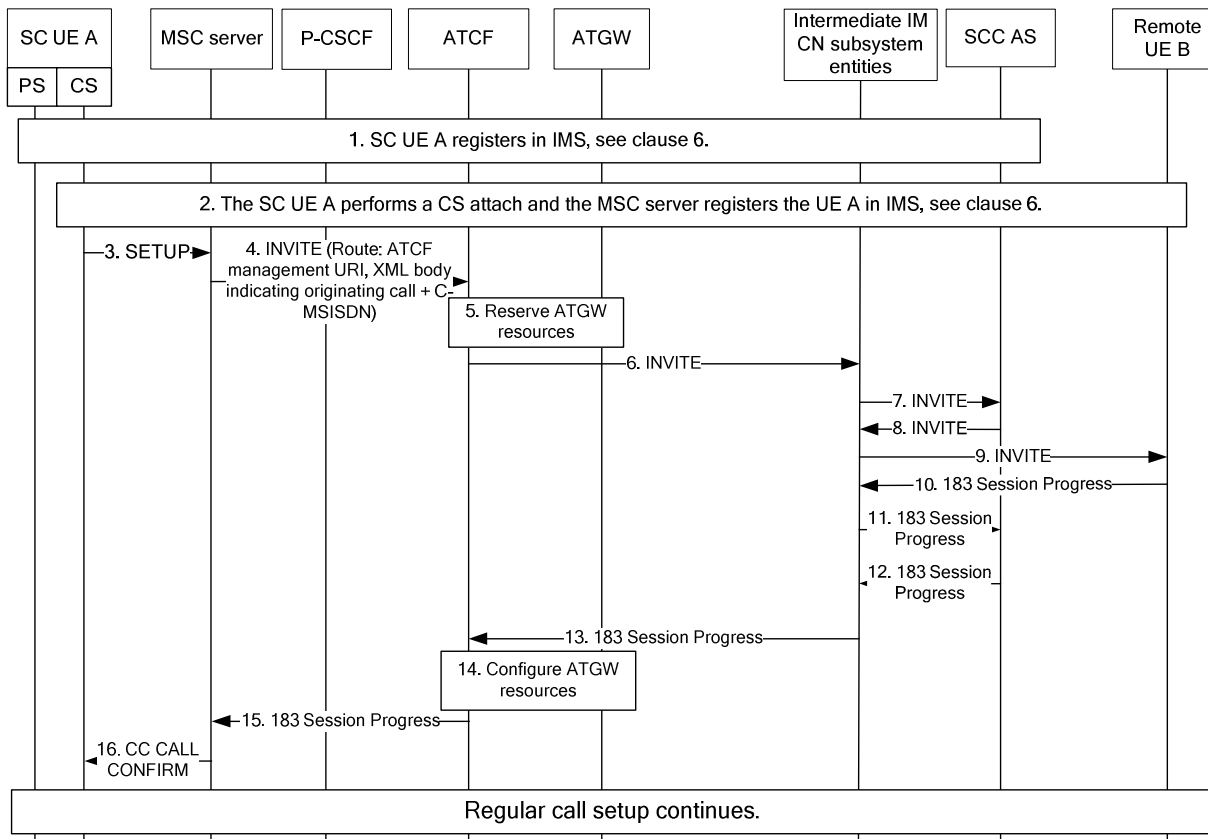 SC UE A
MSC server
P-CSCF
ATCF
ATGW
Intermediate IM
CN subsystem
entities
SCC AS
Remote
UE B
PS
CS
1. SC UE A registers in IMS, see clause 6.
2. The SC UE A performs a CS attach and the MSC server registers the UE A in IMS, see clause 6.
3. SETUP
4. INVITE (Route: ATCF
management URI, XML body
indicating originating call + C-
MSISDN)
5. Reserve ATGW
resources
6. INVITE
7. INVITE
8. INVITE
9. INVITE
10. 183 Session Progress
11. 183 Session
Progress
12. 183 Session
Progress
13. 183 Session Progress
14. Configure ATGW
resources
15. 183 Session Progress
16. CC CALL
CONFIRM
Regular call setup continues.